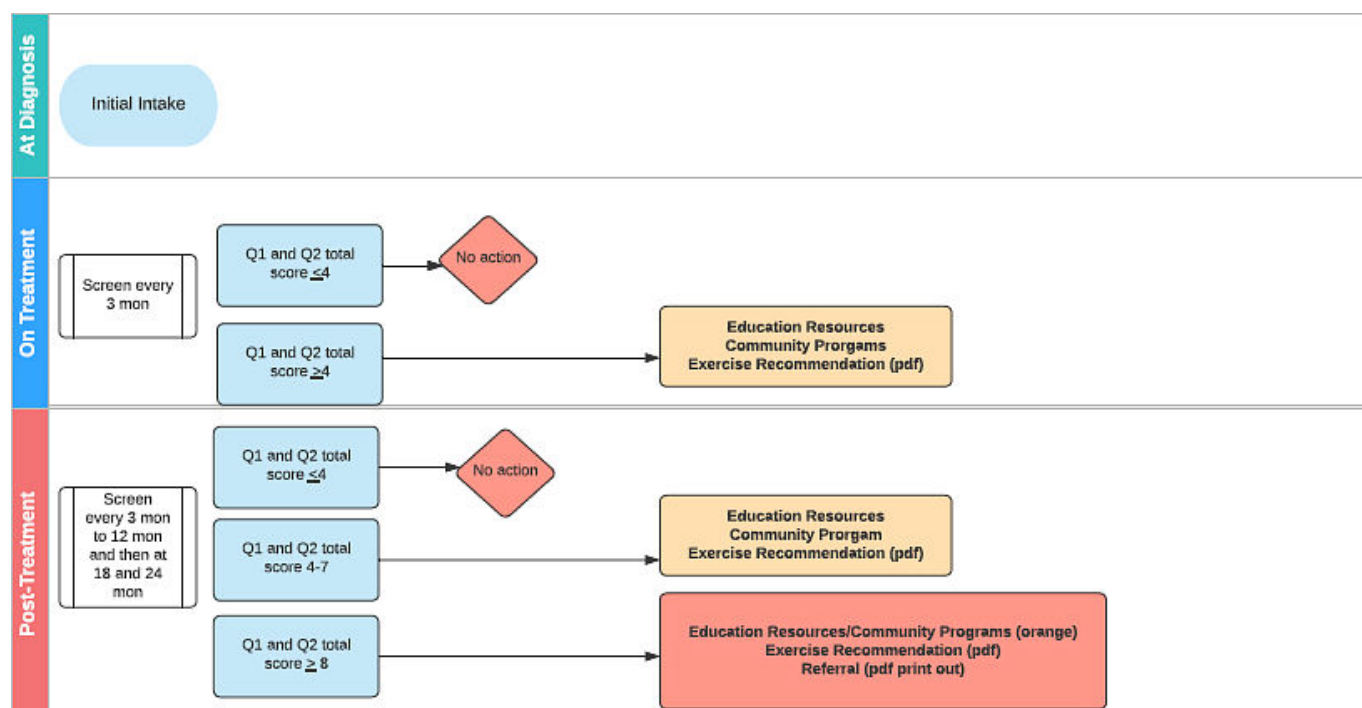 At Diagnosis
Initial Intake
On Treatment
Screen every
3 mon
Q1 and Q2 total
score ≤4
No action
Q1 and Q2 total
score ≥4
Education Resources
Community Prorgams
Exercise Recommendation (pdf)
Post-Treatment
Screen
every 3 mon
to 12 mon
and then at
18 and 24
mon
Q1 and Q2 total
score ≤4
No action
Q1 and Q2 total
score 4-7
Education Resources
Community Prorgam
Exercise Recommendation (pdf)
Q1 and Q2 total
score ≥ 8
Education Resources/Community Programs (orange)
Exercise Recommendation (pdf)
Referral (pdf print out)